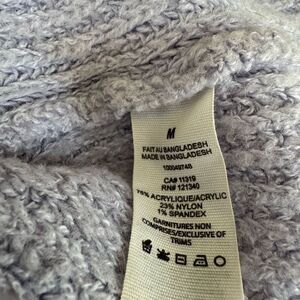 M
FAIT AU BANGLADESH
MADE IN BANGLADESH
100049748
CA# 11319
RN# 121340
76% ACRYLIQUE/ACRYLIC
23% NYLON
1% SPANDEX
GARNITURES NON
COMPRISES/EXCLUSIVE OF
TRIMS